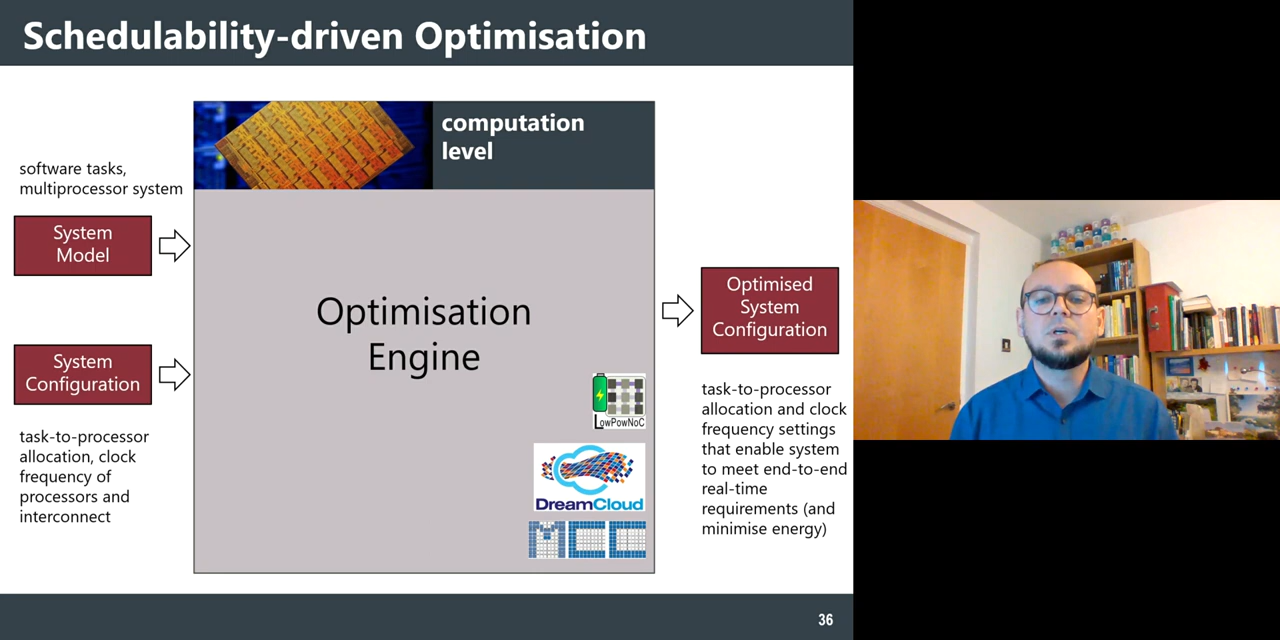 Schedulability-driven Optimisation
computation
level
software tasks,
multiprocessor system
System
Model
System
Configuration
task-to-processor
allocation, clock
frequency of
processors and
interconnect
Optimisation
Engine
LowPowNoC
DreamCloud
MCC
Optimised
System
Configuration
task-to-processor
allocation and clock
frequency settings
that enable system
to meet end-to-end
real-time
requirements (and
minimise energy)
36